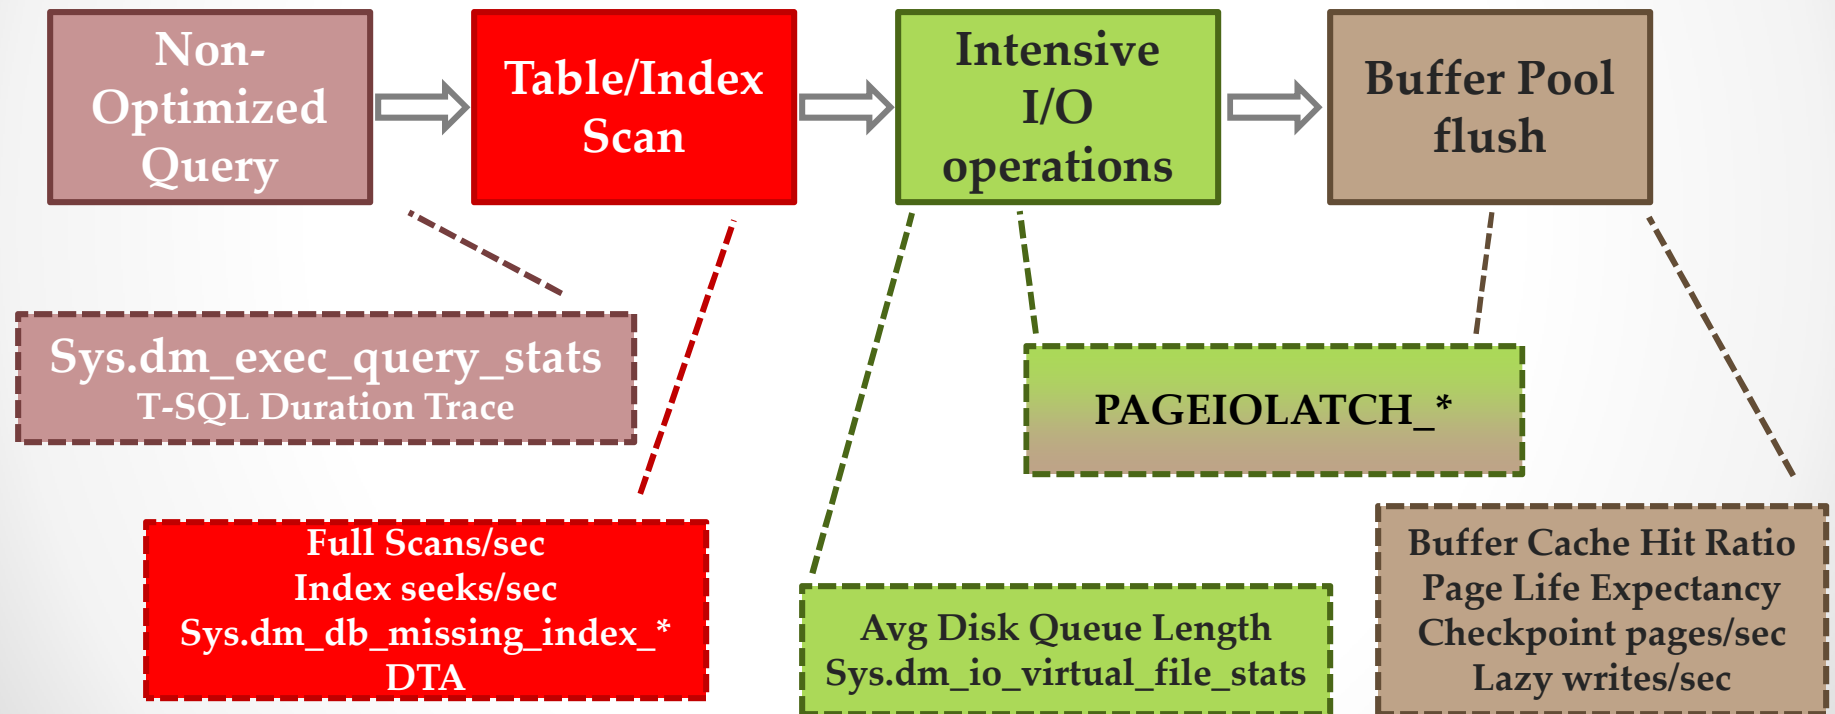 Non-
Optimized
Query
Table/Index
Scan
Intensive
I/O
operations
Buffer Pool
flush
Sys.dm_exec_query_stats
T-SQL Duration Trace
PAGEIOLATCH_*
Full Scans/sec
Index seeks/sec
Sys.dm_db_missing_index_*
DTA
Avg Disk Queue Length
Sys.dm_io_virtual_file_stats
Buffer Cache Hit Ratio
Page Life Expectancy
Checkpoint pages/sec
Lazy writes/sec